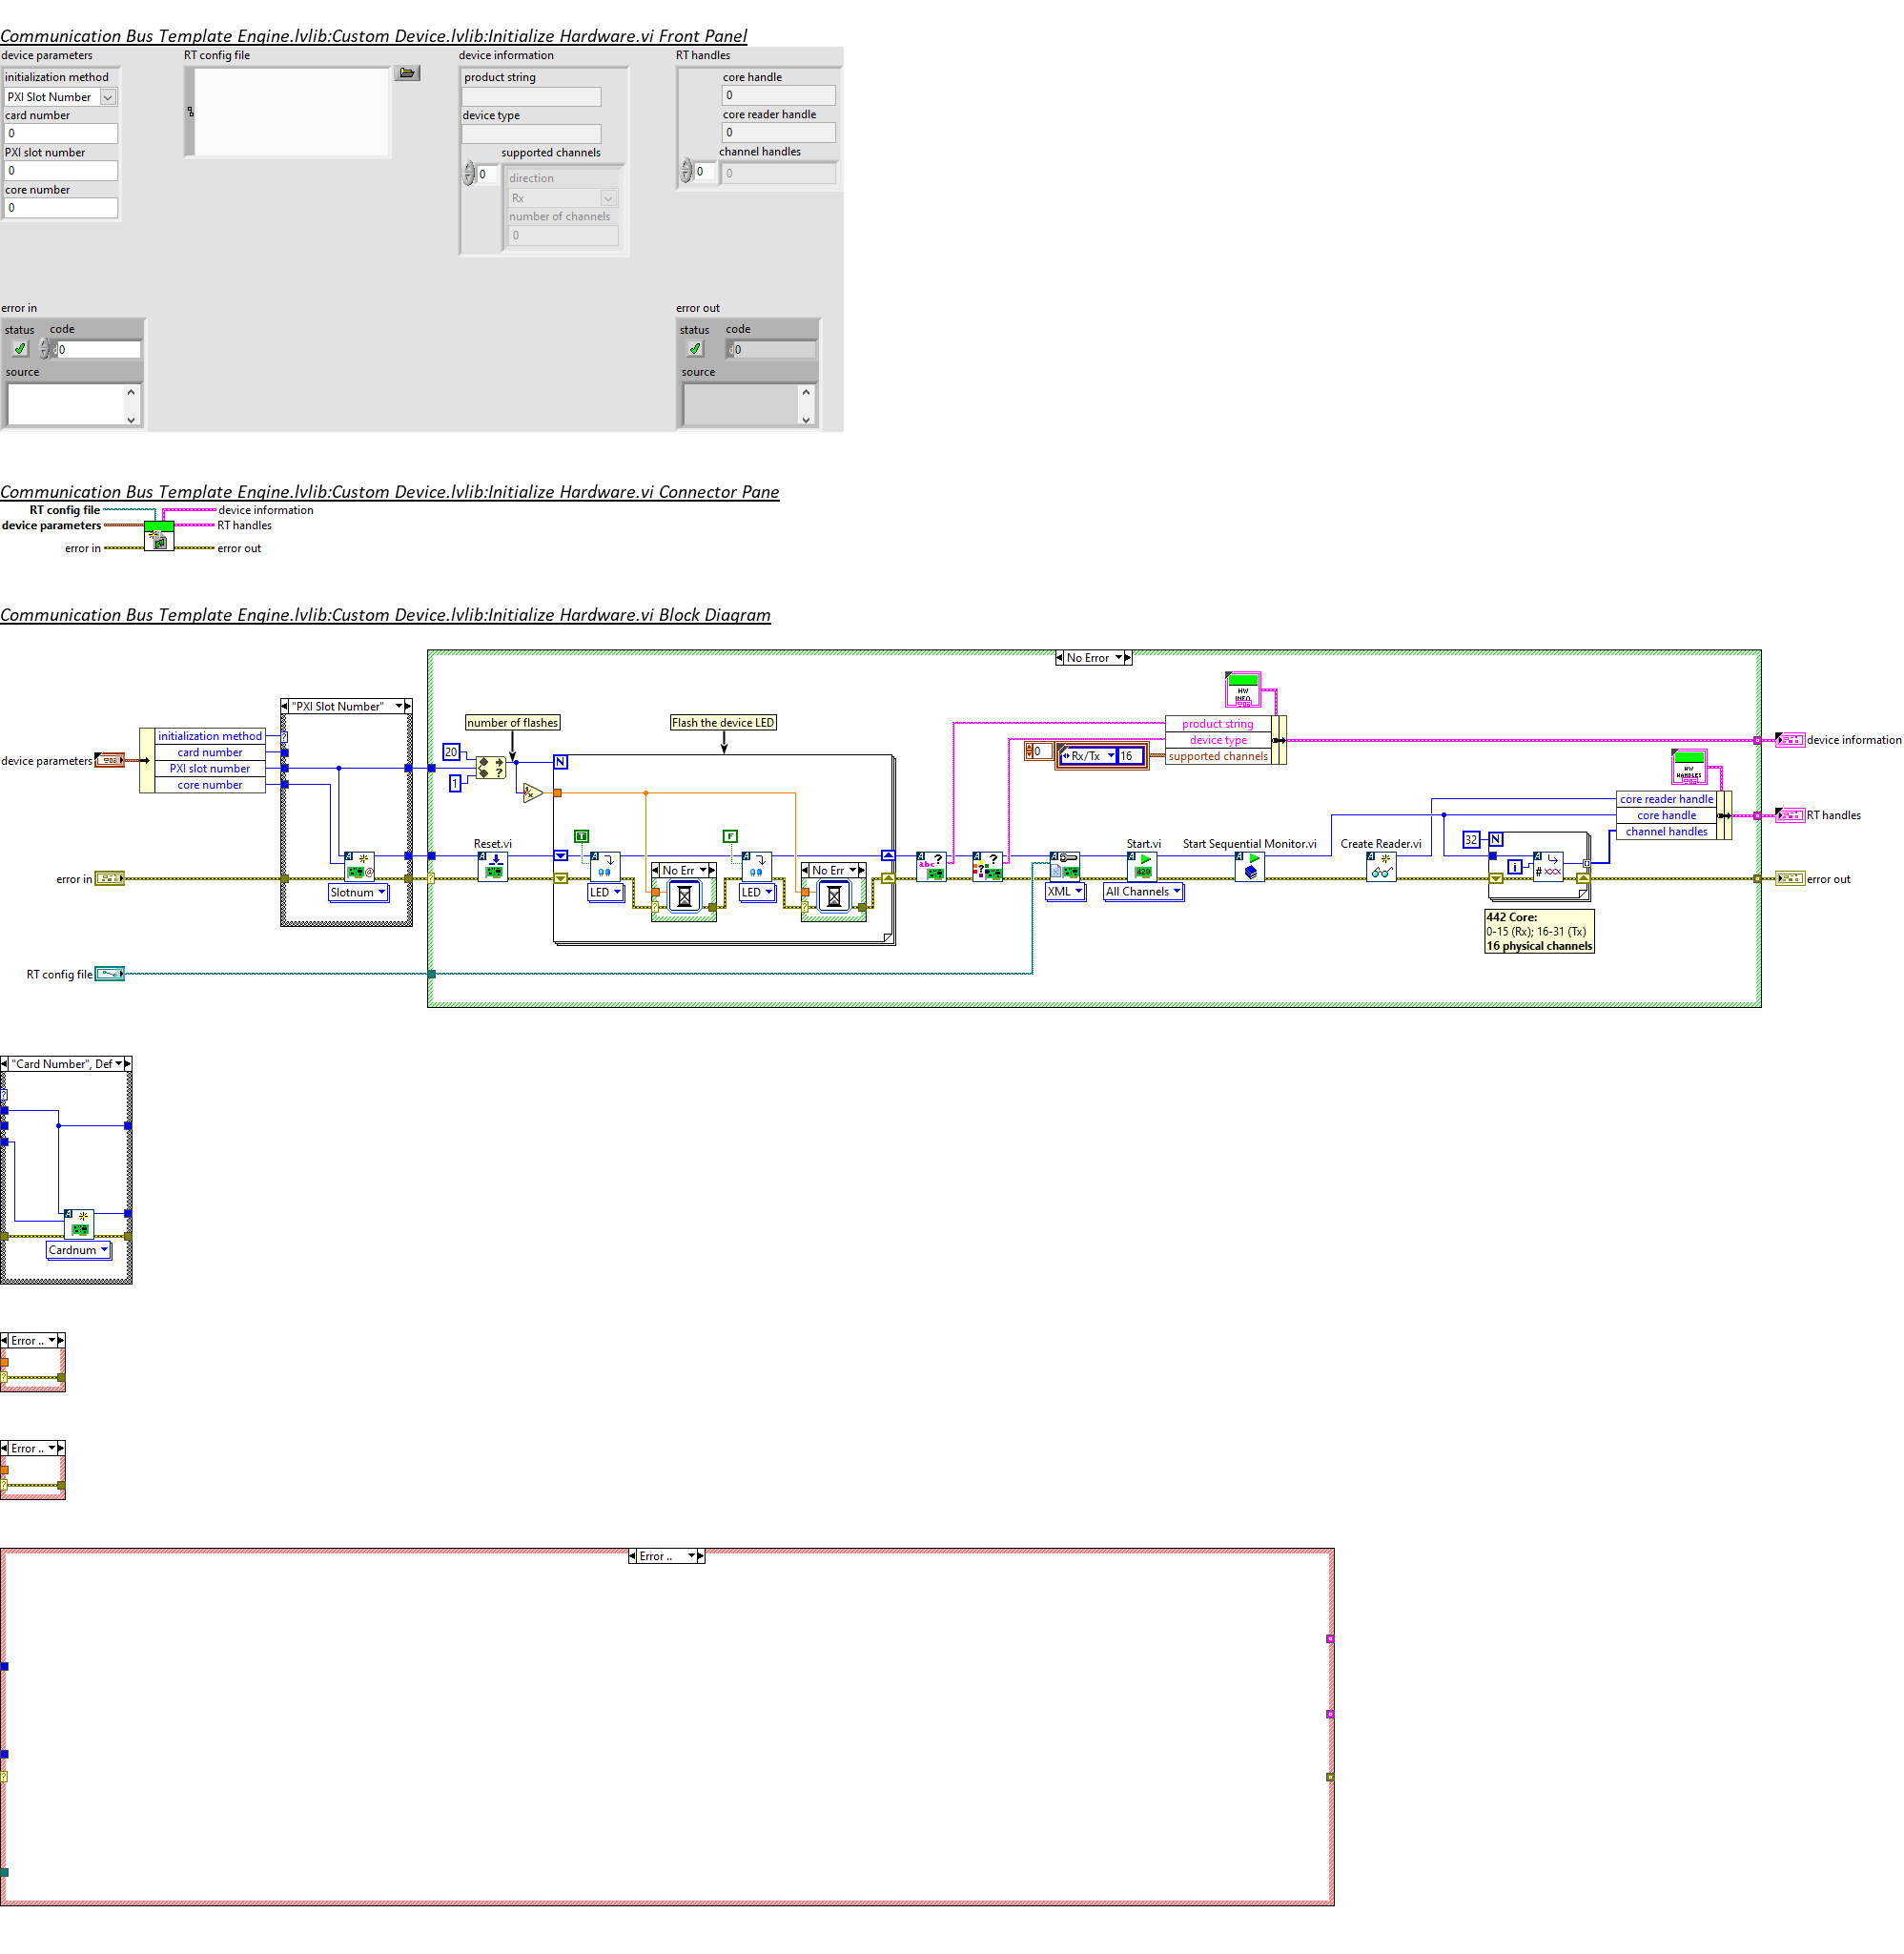 Communication Bus Template Engine.lvlib:Custom Device.lvlib:Initialize Hardware.vi Front Panel
device parameters
initialization method
PXI Slot Number
card number
0
PXI slot number
0
core number
0
RT config file
device information
product string
device type
supported channels
0
direction
Rx
number of channels
0
RT handles
core handle
0
core reader handle
0
channel handles
0
0
error in
status code
0
source
error out
status code
0
source
Communication Bus Template Engine.lvlib:Custom Device.lvlib:Initialize Hardware.vi Connector Pane
RT config file
device parameters
error in
device information
RT handles
error out
Communication Bus Template Engine.lvlib:Custom Device.lvlib:Initialize Hardware.vi Block Diagram
device parameters
initialization method
card number
PXI slot number
core number
error in
RT config file
"PXI Slot Number"
Slotnum
No Error
number of flashes
Flash the device LED
20
1
N
Reset.vi
T
F
LED
No Err
LED
No Err
HW
INFO
product string
device type
supported channels
0
Rx/Tx
16
abc
XML
Start.vi
429
All Channels
Start Sequential Monitor.vi
Create Reader.vi
32
N
i
# xxx
442 Core:
0-15 (Rx); 16-31 (Tx)
16 physical channels
HW
HANDLES
core reader handle
core handle
channel handles
device information
RT handles
error out
"Card Number", Def
Cardnum
Error ..
Error ..
Error ..